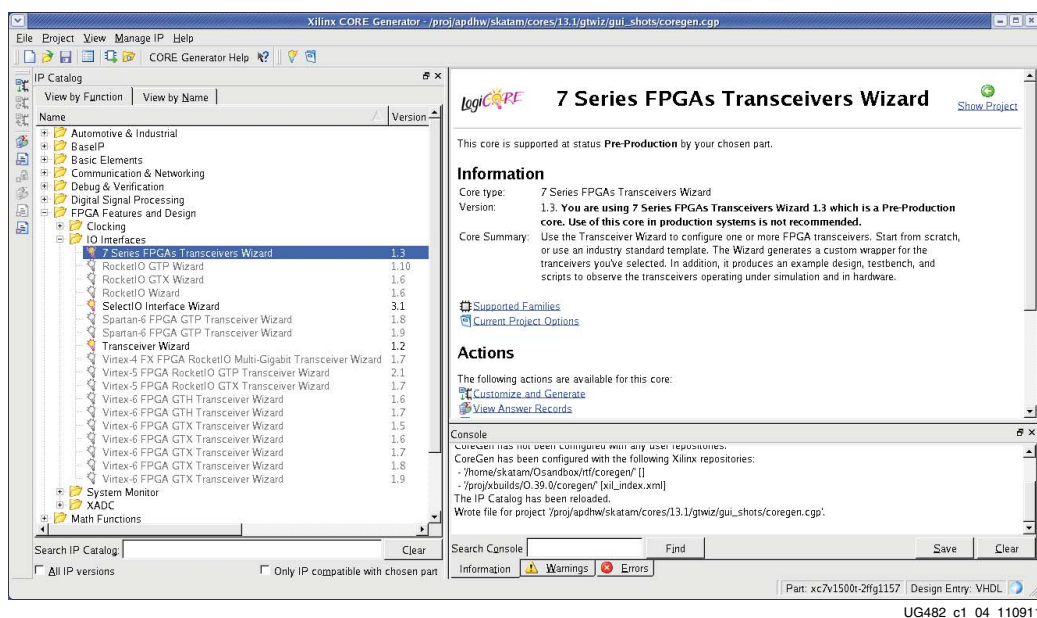 Xilinx CORE Generator - /proj/apdhw/skatam/cores/13.1/gtwiz/gui_shots/coregen.cgp
File Project View Manage IP Help
CORE Generator Help
IP Catalog
View by Function View by Name
Name Version
Automotive & Industrial
BaseIP
Basic Elements
Communication & Networking
Debug & Verification
Digital Signal Processing
FPGA Features and Design
Clocking
IO Interfaces
7 Series FPGAs Transceivers Wizard 1.3
RocketIO GTP Wizard 1.10
RocketIO GTX Wizard 1.6
RocketIO Wizard 1.6
SelectIO Interface Wizard 3.1
Spartan-6 FPGA GTP Transceiver Wizard 1.8
Spartan-6 FPGA GTP Transceiver Wizard 1.9
Transceiver Wizard 1.2
Virtex-4 FX FPGA RocketIO Multi-Gigabit Transceiver Wizard 1.7
Virtex-5 FPGA RocketIO GTP Transceiver Wizard 2.1
Virtex-5 FPGA RocketIO GTX Transceiver Wizard 1.7
Virtex-6 FPGA GTH Transceiver Wizard 1.6
Virtex-6 FPGA GTH Transceiver Wizard 1.7
Virtex-6 FPGA GTX Transceiver Wizard 1.5
Virtex-6 FPGA GTX Transceiver Wizard 1.6
Virtex-6 FPGA GTX Transceiver Wizard 1.7
Virtex-6 FPGA GTX Transceiver Wizard 1.8
Virtex-6 FPGA GTX Transceiver Wizard 1.9
System Monitor
XADC
Math Functions
Search IP Catalog: Clear
All IP versions Only IP compatible with chosen part
logiCORE 7 Series FPGAs Transceivers Wizard Show Project
This core is supported at status Pre-Production by your chosen part.
Information
Core type: 7 Series FPGAs Transceivers Wizard
Version: 1.3. You are using 7 Series FPGAs Transceivers Wizard 1.3 which is a Pre-Production
core. Use of this core in production systems is not recommended.
Core Summary: Use the Transceiver Wizard to configure one or more FPGA transceivers. Start from scratch,
or use an industry standard template. The Wizard generates a custom wrapper for the
tranceivers you've selected. In addition, it produces an example design, testbench, and
scripts to observe the transceivers operating under simulation and in hardware.
Supported Families
Current Project Options
Actions
The following actions are available for this core:
Customize and Generate
View Answer Records
Console
CoreGen has not been configured with any user repositories.
CoreGen has been configured with the following Xilinx repositories:
- '/home/skatam/Osandbox/rtf/coregen/' []
- '/proj/xbuilds/O.39.0/coregen/' [xil_index.xml]
The IP Catalog has been reloaded.
Wrote file for project '/proj/apdhw/skatam/cores/13.1/gtwiz/gui_shots/coregen.cgp'.
Search Console Find Save Clear
Information Warnings Errors
Part: xc7v1500t-2ffg1157 Design Entry: VHDL
UG482_c1_04_110911